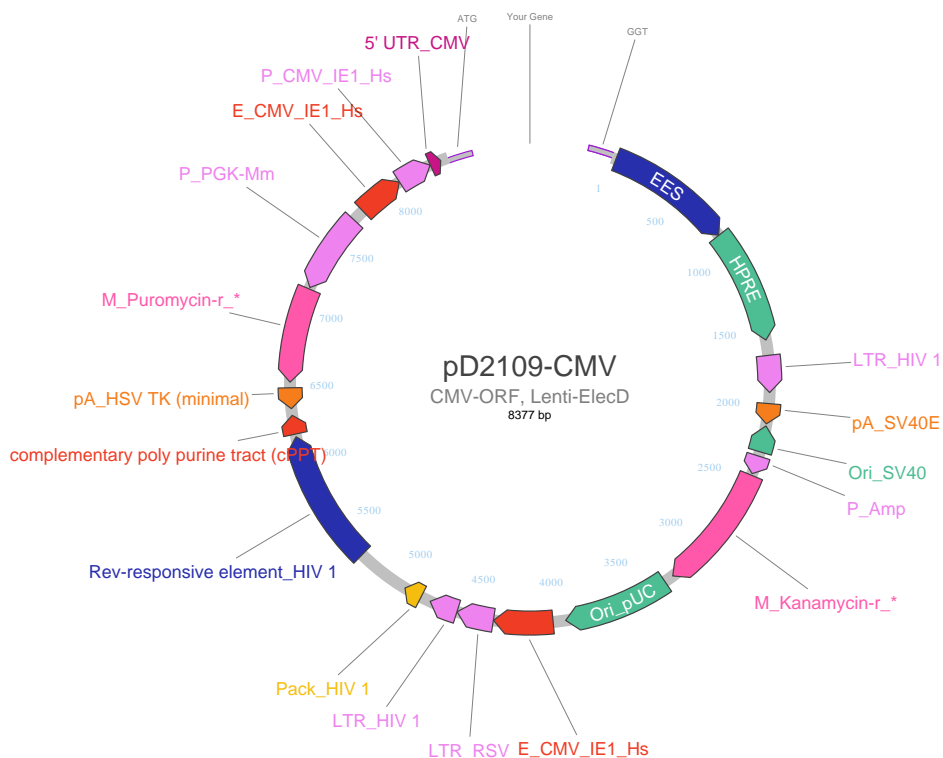 ATG
Your Gene
GGT
5' UTR_CMV
P_CMV_IE1_Hs
E_CMV_IE1_Hs
P_PGK-Mm
M_Puromycin-r_*
pA_HSV TK (minimal)
complementary poly purine tract (cPPT)
Rev-responsive element_HIV 1
Pack_HIV 1
LTR_HIV 1
LTR_RSV
E_CMV_IE1_Hs
Ori_pUC
M_Kanamycin-r_*
P_Amp
Ori_SV40
pA_SV40E
LTR_HIV 1
HPRE
EES
1
500
1000
1500
2000
2500
3000
3500
4000
4500
5000
5500
6000
6500
7000
7500
8000
pD2109-CMV
CMV-ORF, Lenti-ElecD
8377 bp